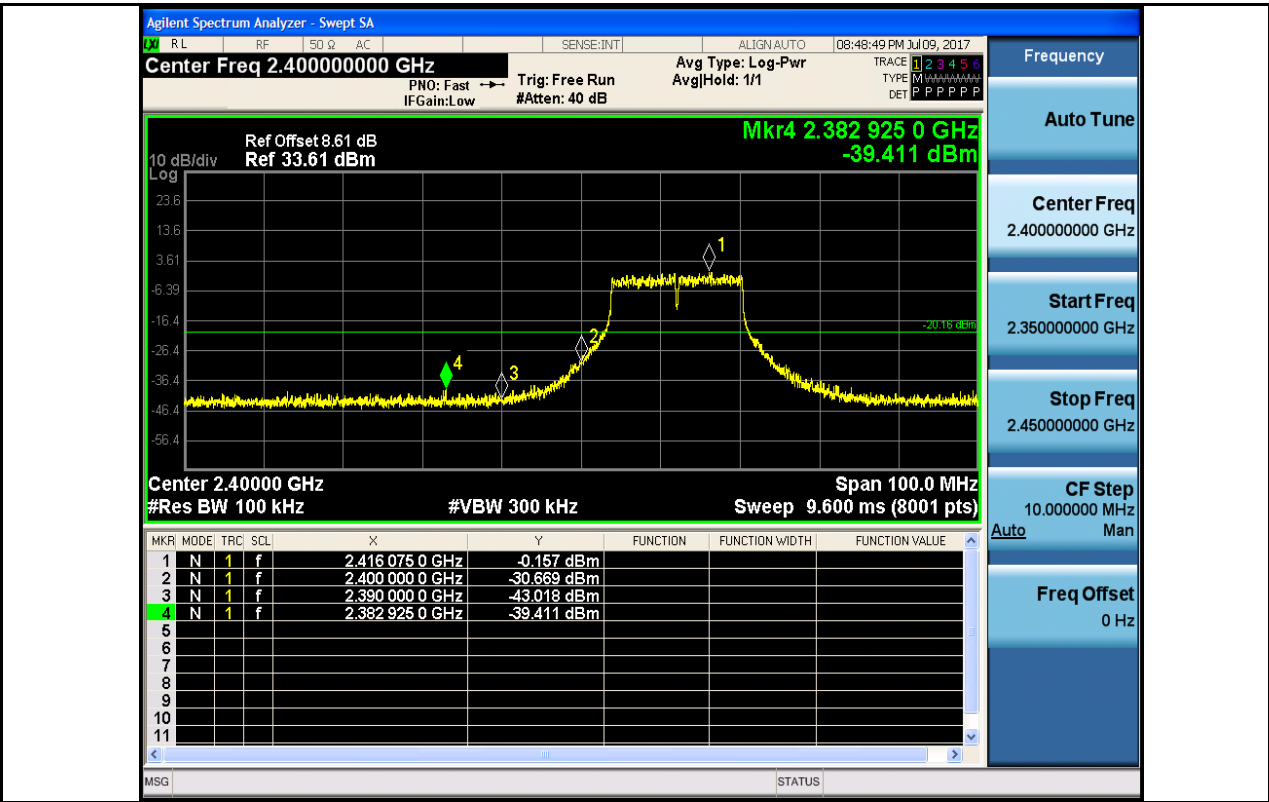 Agilent Spectrum Analyzer - Swept SA
LXI RL RF 50 Ω AC SENSE:INT ALIGN AUTO 08:48:49 PM Jul 09, 2017
Center Freq 2.400000000 GHz
PNO: Fast
IFGain:Low
Trig: Free Run
#Atten: 40 dB
Avg Type: Log-Pwr
Avg|Hold: 1/1
TRACE 1 2 3 4 5 6
TYPE M WWWWW
DET P P P P P P
Ref Offset 8.61 dB
10 dB/div Ref 33.61 dBm
Log
Mkr4 2.382 925 0 GHz
-39.411 dBm
23.6
13.6
3.61
-6.39
-16.4
-26.4
-36.4
-46.4
-56.4
1
2
3
4
-20.16 dBm
Center 2.40000 GHz Span 100.0 MHz
#Res BW 100 kHz #VBW 300 kHz Sweep 9.600 ms (8001 pts)
MKR MODE TRC SCL X Y FUNCTION FUNCTION WIDTH FUNCTION VALUE
1 N 1 f 2.416 075 0 GHz -0.157 dBm
2 N 1 f 2.400 000 0 GHz -30.669 dBm
3 N 1 f 2.390 000 0 GHz -43.018 dBm
4 N 1 f 2.382 925 0 GHz -39.411 dBm
5
6
7
8
9
10
11
MSG STATUS
Frequency
Auto Tune
Center Freq
2.400000000 GHz
Start Freq
2.350000000 GHz
Stop Freq
2.450000000 GHz
CF Step
10.000000 MHz
Auto Man
Freq Offset
0 Hz